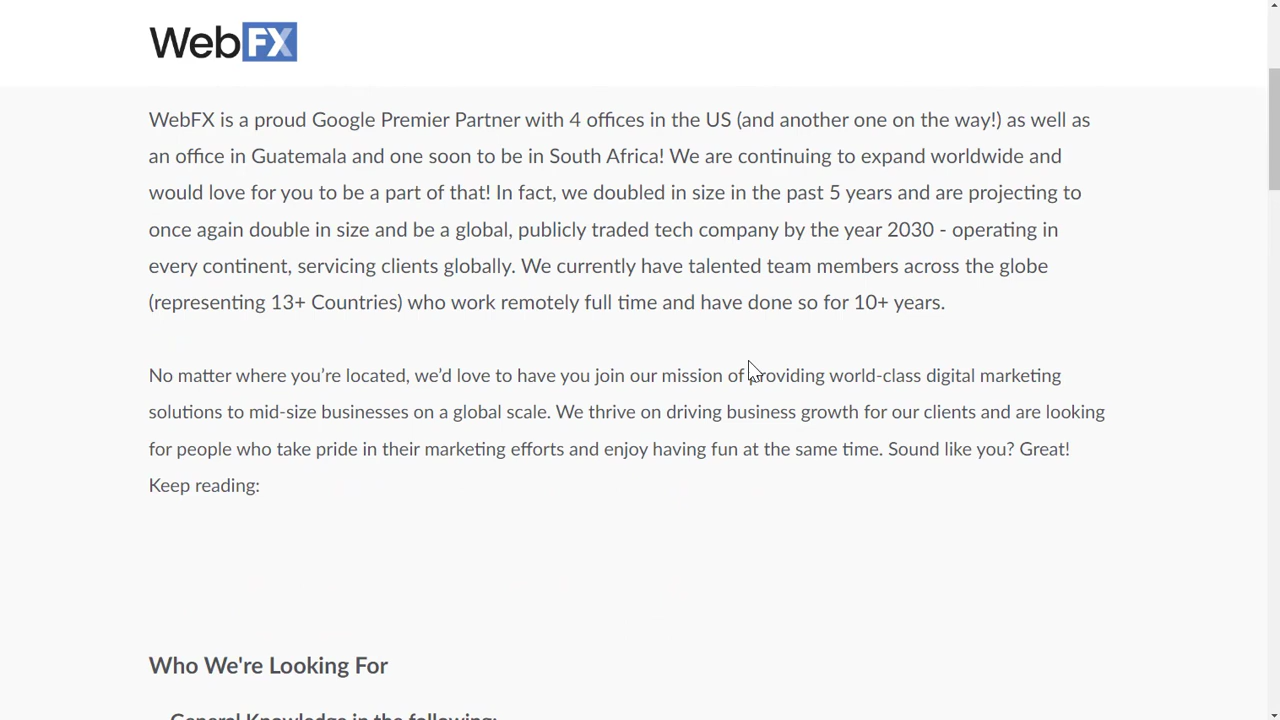 WebFX
WebFX is a proud Google Premier Partner with 4 offices in the US (and another one on the way!) as well as
an office in Guatemala and one soon to be in South Africa! We are continuing to expand worldwide and
would love for you to be a part of that! In fact, we doubled in size in the past 5 years and are projecting to
once again double in size and be a global, publicly traded tech company by the year 2030 - operating in
every continent, servicing clients globally. We currently have talented team members across the globe
(representing 13+ Countries) who work remotely full time and have done so for 10+ years.
No matter where you’re located, we’d love to have you join our mission of providing world-class digital marketing
solutions to mid-size businesses on a global scale. We thrive on driving business growth for our clients and are looking
for people who take pride in their marketing efforts and enjoy having fun at the same time. Sound like you? Great!
Keep reading:
Who We're Looking For
General Knowledge in the following: